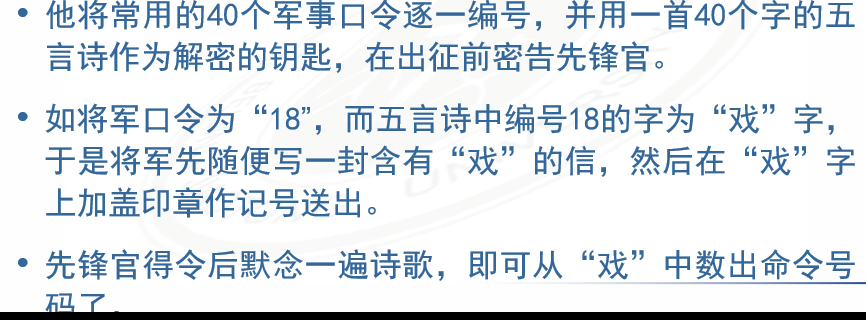 • 他将常用的40个军事口令逐一编号，并用一首40个字的五
言诗作为解密的钥匙，在出征前密告先锋官。
• 如将军口令为“18”，而五言诗中编号18的字为“戏”字，
于是将军先随便写一封含有“戏”的信，然后在“戏”字
上加盖印章作记号送出。
• 先锋官得令后默念一遍诗歌，即可从“戏”中数出命令号
码了.